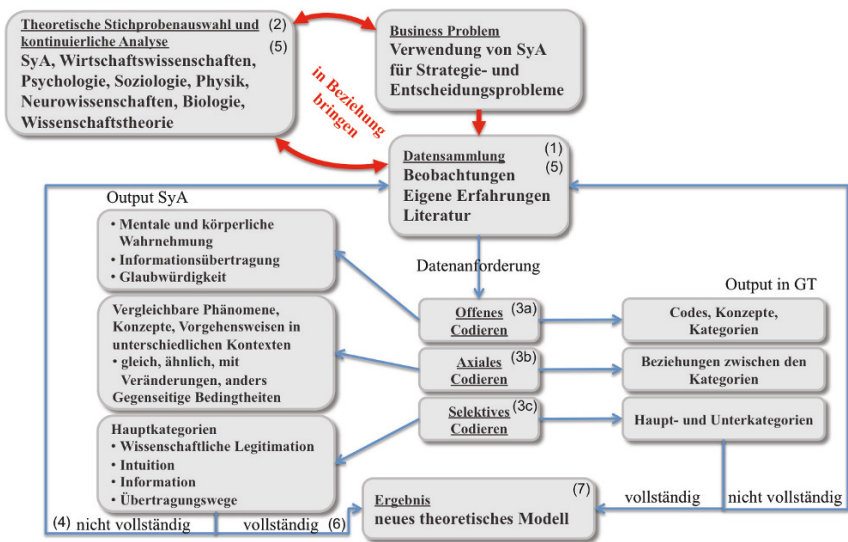 Theoretische Stichprobenauswahl und (2)
kontinuierliche Analyse (5)
SyA, Wirtschaftswissenschaften,
Psychologie, Soziologie, Physik,
Neurowissenschaften, Biologie,
Wissenschaftstheorie
Business Problem
Verwendung von SyA
für Strategie- und
Entscheidungsprobleme
in Beziehung
bringen
Datensammlung (1)
(5)
Beobachtungen
Eigene Erfahrungen
Literatur
Output SyA
• Mentale und körperliche
Wahrnehmung
• Informationsübertragung
• Glaubwürdigkeit
Datenanforderung
Output in GT
Offenes (3a)
Codieren
Codes, Konzepte,
Kategorien
Vergleichbare Phänomene,
Konzepte, Vorgehensweisen in
unterschiedlichen Kontexten
• gleich, ähnlich, mit
Veränderungen, anders
Gegenseitige Bedingtheiten
Axiales (3b)
Codieren
Beziehungen zwischen den
Kategorien
Selektives (3c)
Codieren
Haupt- und Unterkategorien
Hauptkategorien
• Wissenschaftliche Legitimation
• Intuition
• Information
• Übertragungswege
(4) nicht vollständig
vollständig (6)
Ergebnis (7)
neues theoretisches Modell
vollständig
nicht vollständig